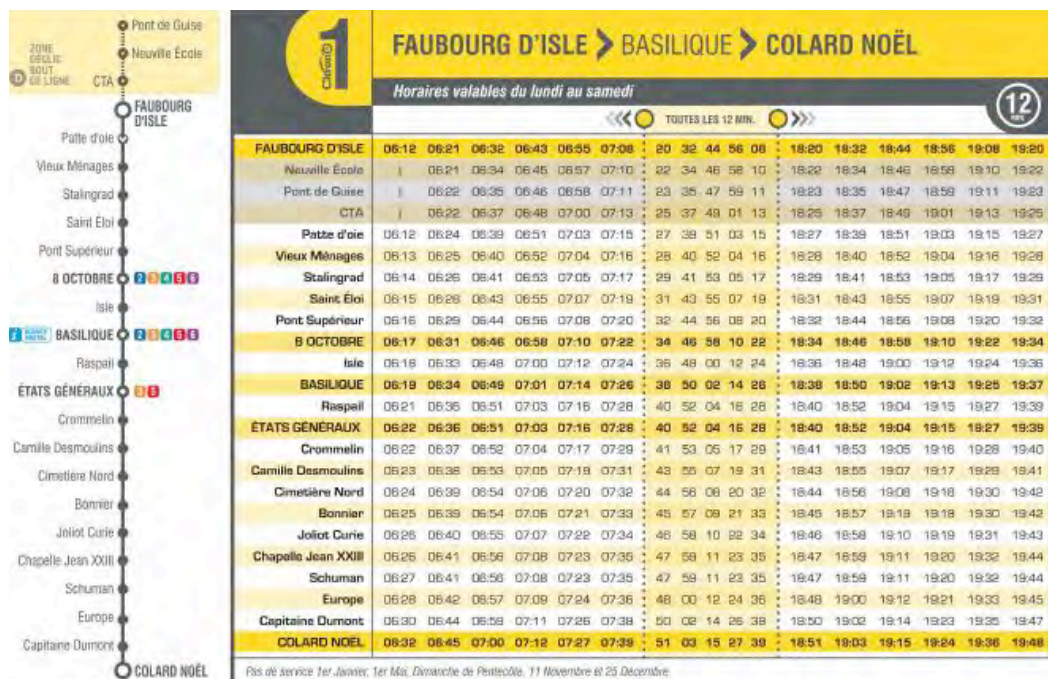 Pont de Guise
ZONE
DÉCLIC
BOUT
DE LIGNE
D
Neuville École
CTA
FAUBOURG
D'ISLE
Patte d'oie
Vieux Ménages
Stalingrad
Saint Éloi
Pont Supérieur
8 OCTOBRE 2 3 4 5 6
Isle
BASILIQUE 2 3 4 5 6
Raspail
ÉTATS GÉNÉRAUX
Crommelin
Camille Desmoulins
Cimetière Nord
Bonnier
Joliot Curie
Chapelle Jean XXIII
Schuman
Europe
Capitaine Dumont
COLARD NOËL
Chrono 1
FAUBOURG D'ISLE > BASILIQUE > COLARD NOËL
Horaires valables du lundi au samedi
12
TOUTES LES 12 MIN.
FAUBOURG D'ISLE 06:12 06:21 06:32 06:43 06:55 07:08 20 32 44 56 08 18:20 18:32 18:44 18:56 19:08 19:20
Neuville École | 06:21 06:34 06:45 06:57 07:10 22 34 46 58 10 18:22 18:34 18:46 18:58 19:10 19:22
Pont de Guise | 06:22 06:35 06:46 06:58 07:11 23 35 47 59 11 18:23 18:35 18:47 18:59 19:11 19:23
CTA | 06:22 06:37 06:48 07:00 07:13 25 37 49 01 13 18:25 18:37 18:49 19:01 19:13 19:25
Patte d'oie 06:12 06:24 06:39 06:51 07:03 07:15 27 39 51 03 15 18:27 18:39 18:51 19:03 19:15 19:27
Vieux Ménages 06:13 06:25 06:40 06:52 07:04 07:16 28 40 52 04 16 18:28 18:40 18:52 19:04 19:16 19:28
Stalingrad 06:14 06:26 06:41 06:53 07:05 07:17 29 41 53 05 17 18:29 18:41 18:53 19:05 19:17 19:29
Saint Éloi 06:15 06:28 06:43 06:55 07:07 07:19 31 43 55 07 19 18:31 18:43 18:55 19:07 19:19 19:31
Pont Supérieur 06:16 06:29 06:44 06:56 07:08 07:20 32 44 56 08 20 18:32 18:44 18:56 19:08 19:20 19:32
8 OCTOBRE 06:17 06:31 06:46 06:58 07:10 07:22 34 46 58 10 22 18:34 18:46 18:58 19:10 19:22 19:34
Isle 06:18 06:33 06:48 07:00 07:12 07:24 36 48 00 12 24 18:36 18:48 19:00 19:12 19:24 19:36
BASILIQUE 06:19 06:34 06:49 07:01 07:14 07:26 38 50 02 14 26 18:38 18:50 19:02 19:13 19:25 19:37
Raspail 06:21 06:36 06:51 07:03 07:16 07:28 40 52 04 16 28 18:40 18:52 19:04 19:15 19:27 19:39
ÉTATS GÉNÉRAUX 06:22 06:36 06:51 07:03 07:16 07:28 40 52 04 16 28 18:40 18:52 19:04 19:15 19:27 19:39
Crommelin 06:22 06:37 06:52 07:04 07:17 07:29 41 53 05 17 29 18:41 18:53 19:05 19:16 19:28 19:40
Camille Desmoulins 06:23 06:38 06:53 07:05 07:19 07:31 43 55 07 19 31 18:43 18:55 19:07 19:17 19:29 19:41
Cimetière Nord 06:24 06:39 06:54 07:06 07:20 07:32 44 56 08 20 32 18:44 18:56 19:08 19:18 19:30 19:42
Bonnier 06:25 06:39 06:54 07:06 07:21 07:33 45 57 09 21 33 18:45 18:57 19:19 19:18 19:30 19:42
Joliot Curie 06:26 06:40 06:55 07:07 07:22 07:34 46 58 10 22 34 18:46 18:58 19:10 19:19 19:31 19:43
Chapelle Jean XXIII 06:26 06:41 06:56 07:08 07:23 07:35 47 59 11 23 35 18:47 18:59 19:11 19:20 19:32 19:44
Schuman 06:27 06:41 06:56 07:08 07:23 07:35 47 59 11 23 35 18:47 18:59 19:11 19:20 19:32 19:44
Europe 06:28 06:42 06:57 07:09 07:24 07:36 48 00 12 24 36 18:48 19:00 19:12 19:21 19:33 19:45
Capitaine Dumont 06:30 06:44 06:59 07:11 07:26 07:38 50 02 14 26 38 18:50 19:02 19:14 19:23 19:35 19:47
COLARD NOËL 06:32 06:45 07:00 07:12 07:27 07:39 51 03 15 27 39 18:51 19:03 19:15 19:24 19:36 19:48
Pas de service 1er Janvier, 1er Mai, Dimanche de Pentecôte, 11 Novembre et 25 Décembre